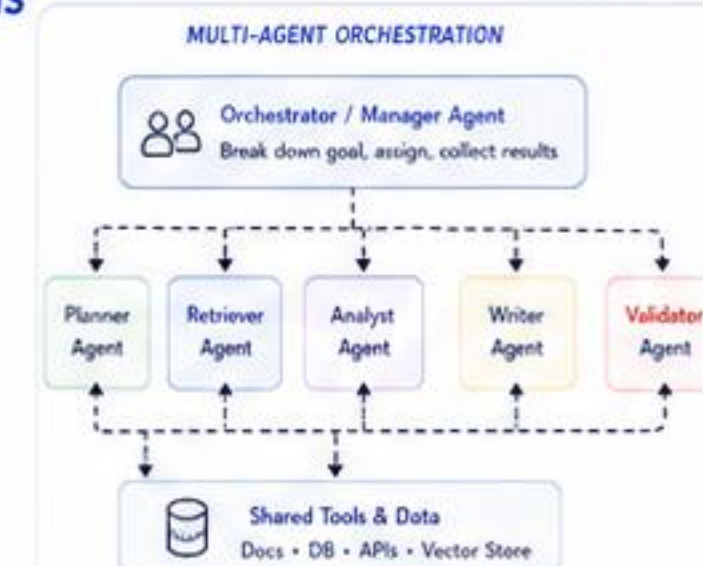 MULTI-AGENT ORCHESTRATION
Orchestrator / Manager Agent
Break down goal, assign, collect results
Planner
Agent
Retriever
Agent
Analyst
Agent
Writer
Agent
Validator
Agent
Shared Tools & Data
Docs • DB • APIs • Vector Store